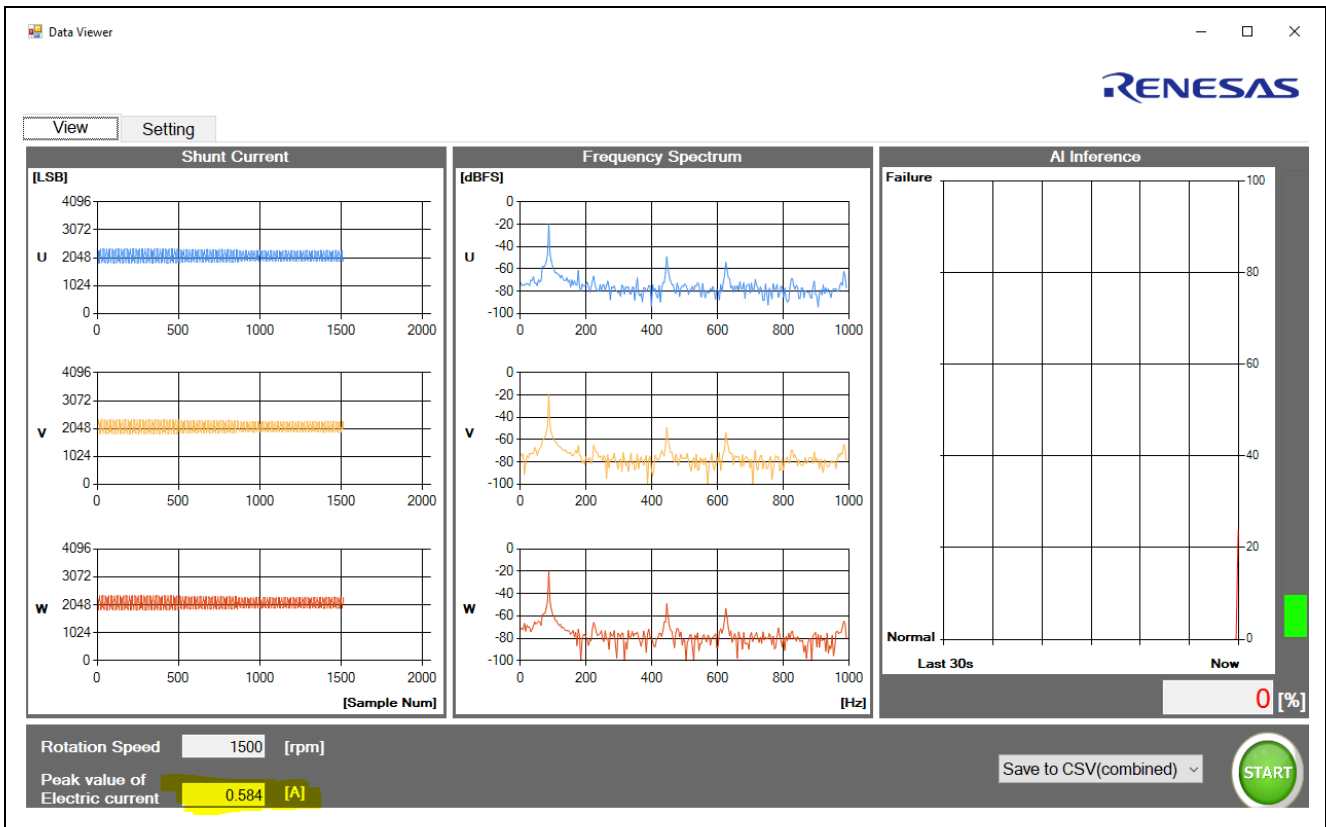 Data Viewer
RENESAS
View Setting
Shunt Current
[LSB]
4096
3072
U 2048
1024
0
0 500 1000 1500 2000
4096
3072
V 2048
1024
0
0 500 1000 1500 2000
4096
3072
W 2048
1024
0
0 500 1000 1500 2000
[Sample Num]
Frequency Spectrum
[dBFS]
0
-20
-40
U
-60
-80
-100
0 200 400 600 800 1000
0
-20
-40
V
-60
-80
-100
0 200 400 600 800 1000
0
-20
-40
W
-60
-80
-100
0 200 400 600 800 1000
[Hz]
AI Inference
Failure 100
80
60
40
20
Normal 0
Last 30s Now
0 [%]
Rotation Speed 1500 [rpm]
Peak value of
Electric current 0.584 [A]
Save to CSV(combined)
START